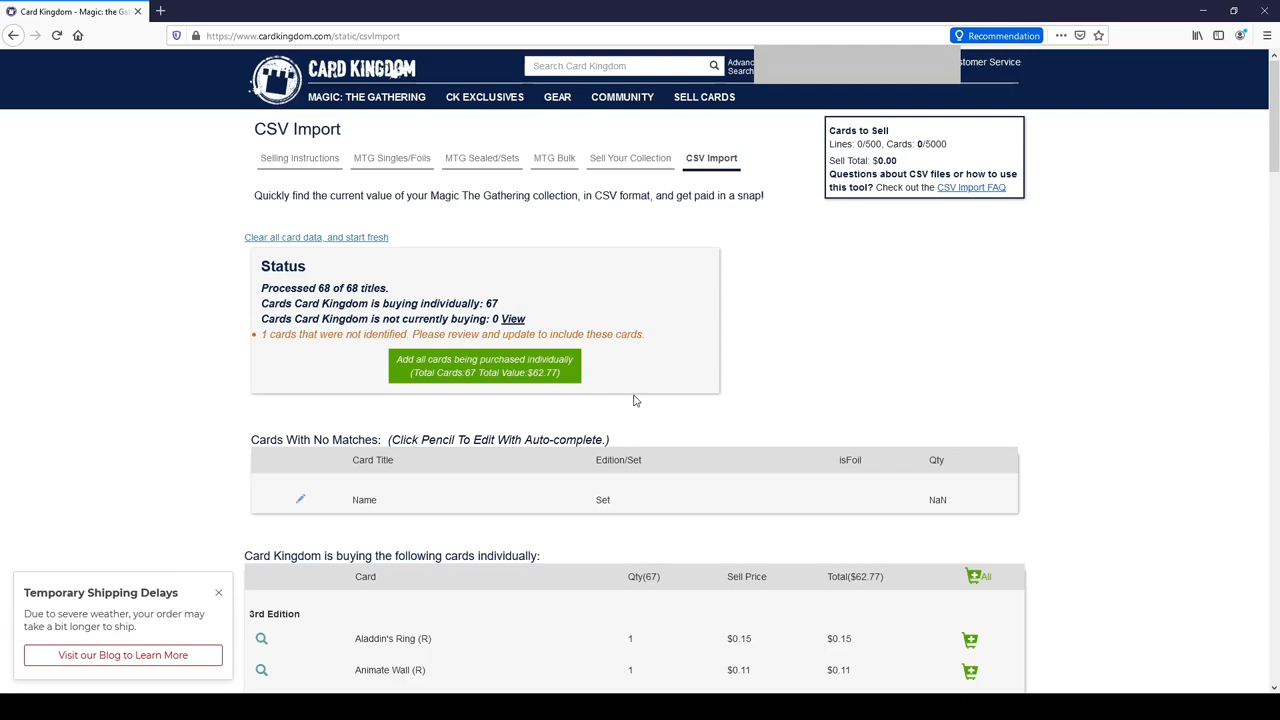 Card Kingdom - Magic: the Ga
https://www.cardkingdom.com/static/csvImport
Recommendation
CARD KINGDOM
Search Card Kingdom
Advanc
Search
stomer Service
MAGIC: THE GATHERING
CK EXCLUSIVES
GEAR
COMMUNITY
SELL CARDS
CSV Import
Selling Instructions
MTG Singles/Foils
MTG Sealed/Sets
MTG Bulk
Sell Your Collection
CSV Import
Quickly find the current value of your Magic The Gathering collection, in CSV format, and get paid in a snap!
Cards to Sell
Lines: 0/500, Cards: 0/5000
Sell Total: $0.00
Questions about CSV files or how to use
this tool? Check out the CSV Import FAQ
Clear all card data, and start fresh
Status
Processed 68 of 68 titles.
Cards Card Kingdom is buying individually: 67
Cards Card Kingdom is not currently buying: 0 View
• 1 cards that were not identified. Please review and update to include these cards.
Add all cards being purchased individually
(Total Cards:67 Total Value:$62.77)
Cards With No Matches: (Click Pencil To Edit With Auto-complete.)
Card Title Edition/Set isFoil Qty
Name Set NaN
Card Kingdom is buying the following cards individually:
Card Qty(67) Sell Price Total($62.77) All
3rd Edition
Aladdin's Ring (R) 1 $0.15 $0.15
Animate Wall (R) 1 $0.11 $0.11
Temporary Shipping Delays
Due to severe weather, your order may
take a bit longer to ship.
Visit our Blog to Learn More